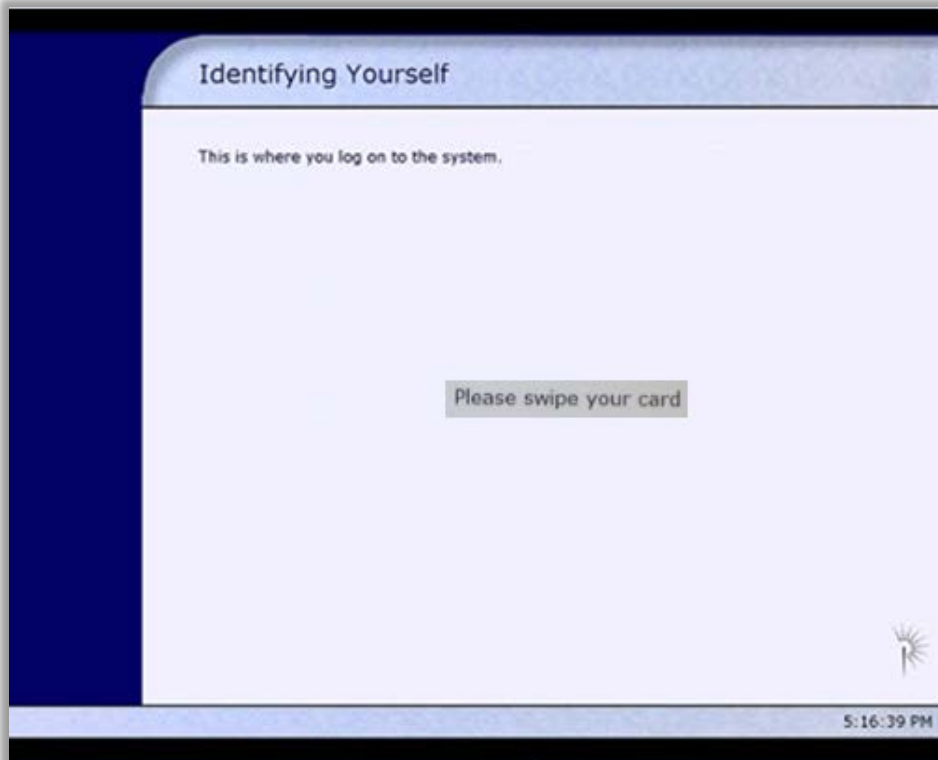 Identifying Yourself
This is where you log on to the system.
Please swipe your card
5:16:39 PM